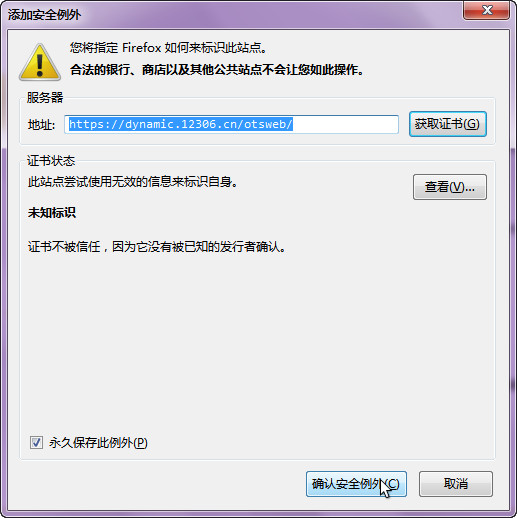 添加安全例外
您将指定 Firefox 如何来标识此站点。
合法的银行、商店以及其他公共站点不会让您如此操作。
服务器
地址: https://dynamic.12306.cn/otsweb/ 获取证书(G)
证书状态
此站点尝试使用无效的信息来标识自身。
查看(V)...
未知标识
证书不被信任，因为它没有被已知的发行者确认。
永久保存此例外(P)
确认安全例外(C) 取消